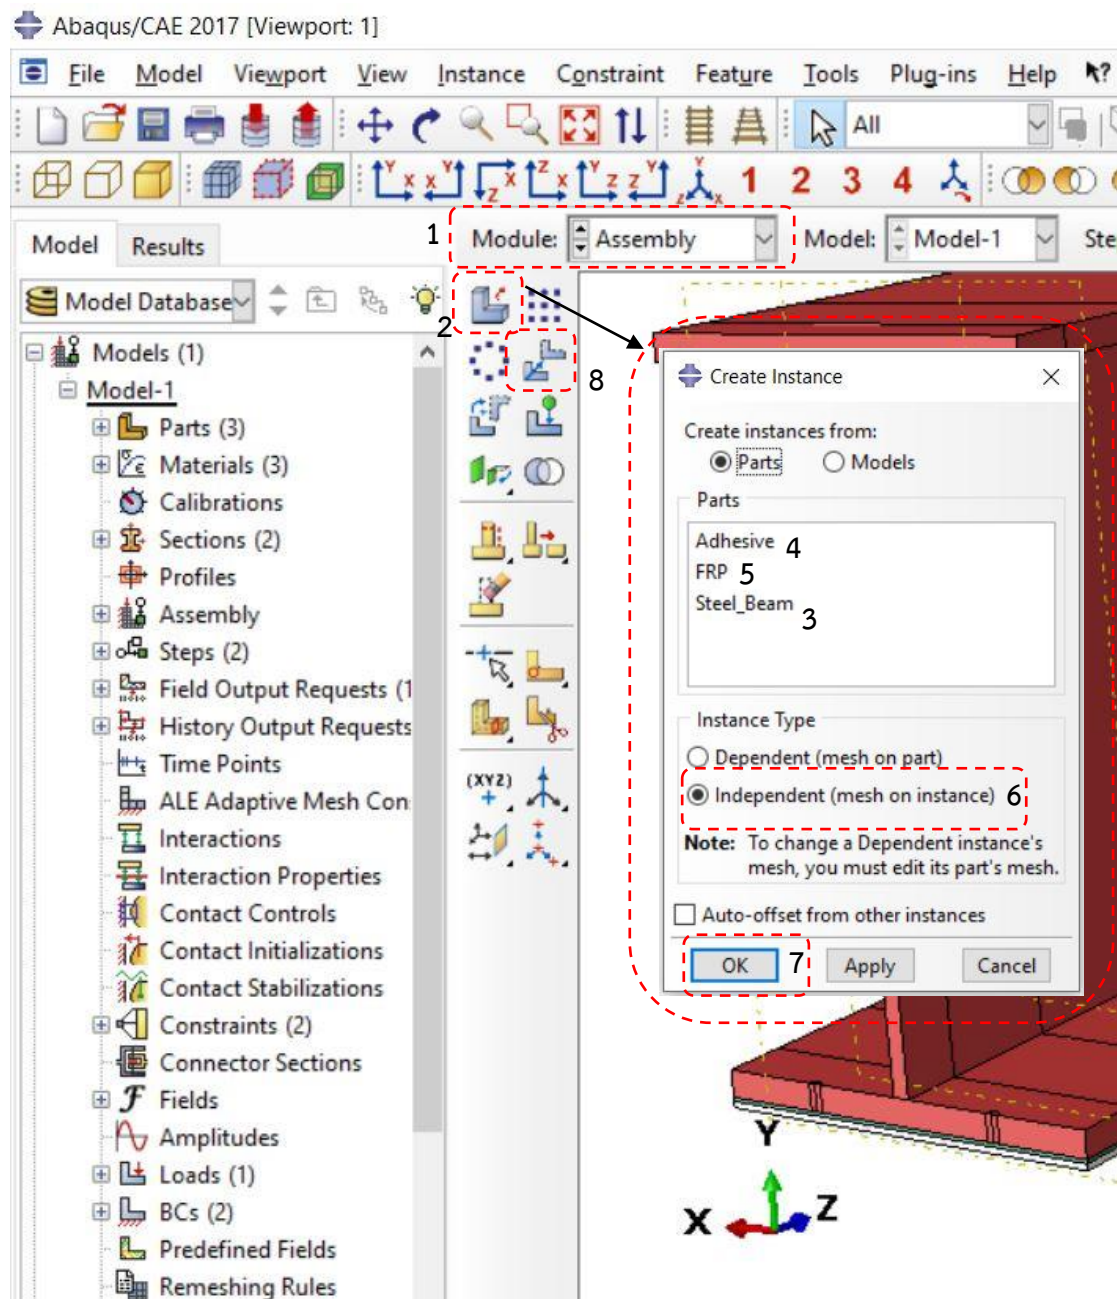 Abaqus/CAE 2017 [Viewport: 1]
File Model Viewport View Instance Constraint Feature Tools Plug-ins Help ?
All
1 2 3 4
Model Results
1 Module: Assembly Model: Model-1 Ste
Model Database
2
8
Models (1)
Model-1
Parts (3)
Materials (3)
Calibrations
Sections (2)
Profiles
Assembly
Steps (2)
Field Output Requests (1
History Output Requests
Time Points
ALE Adaptive Mesh Con
Interactions
Interaction Properties
Contact Controls
Contact Initializations
Contact Stabilizations
Constraints (2)
Connector Sections
Fields
Amplitudes
Loads (1)
BCs (2)
Predefined Fields
Remeshing Rules
(XYZ)
Create Instance
Create instances from:
Parts Models
Parts
Adhesive 4
FRP 5
Steel_Beam 3
Instance Type
Dependent (mesh on part)
Independent (mesh on instance) 6
Note: To change a Dependent instance's
mesh, you must edit its part's mesh.
Auto-offset from other instances
OK 7 Apply Cancel
Y
X Z